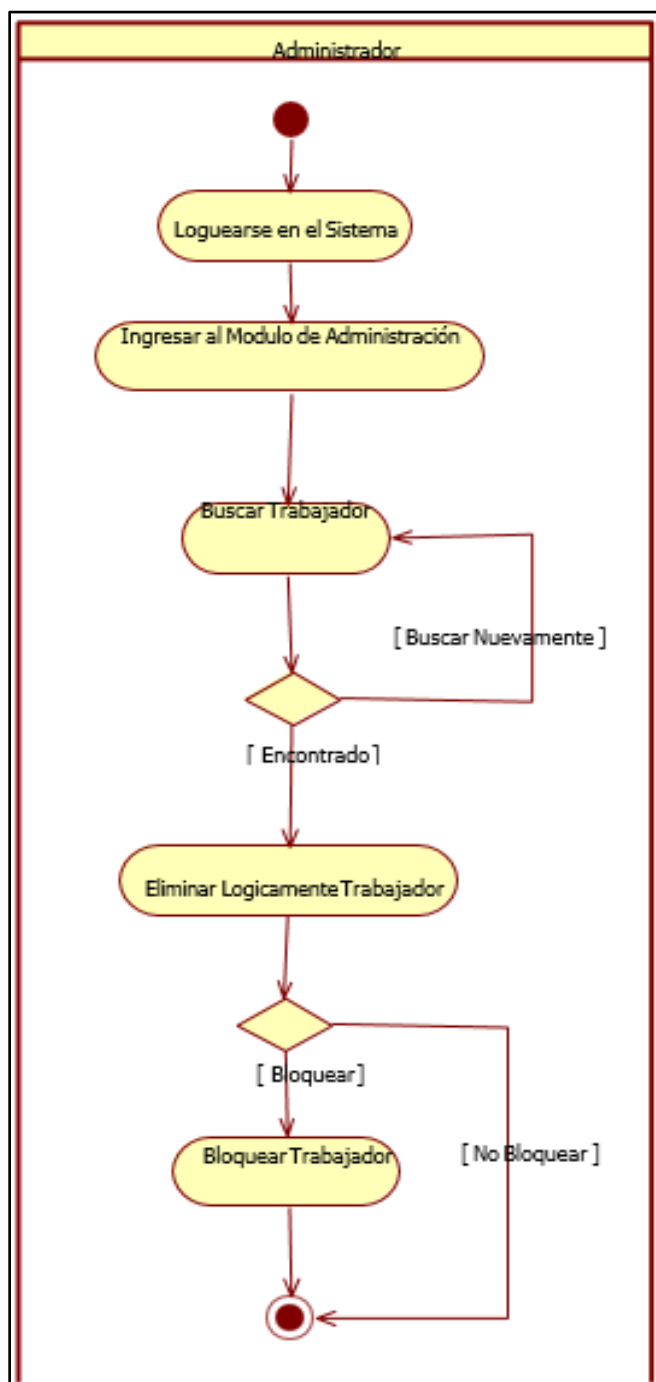 Administrador
Loguearse en el Sistema
Ingresar al Modulo de Administración
Buscar Trabajador
[ Buscar Nuevamente ]
[ Encontrado ]
Eliminar Logicamente Trabajador
[ Bloquear ]
Bloquear Trabajador
[ No Bloquear ]